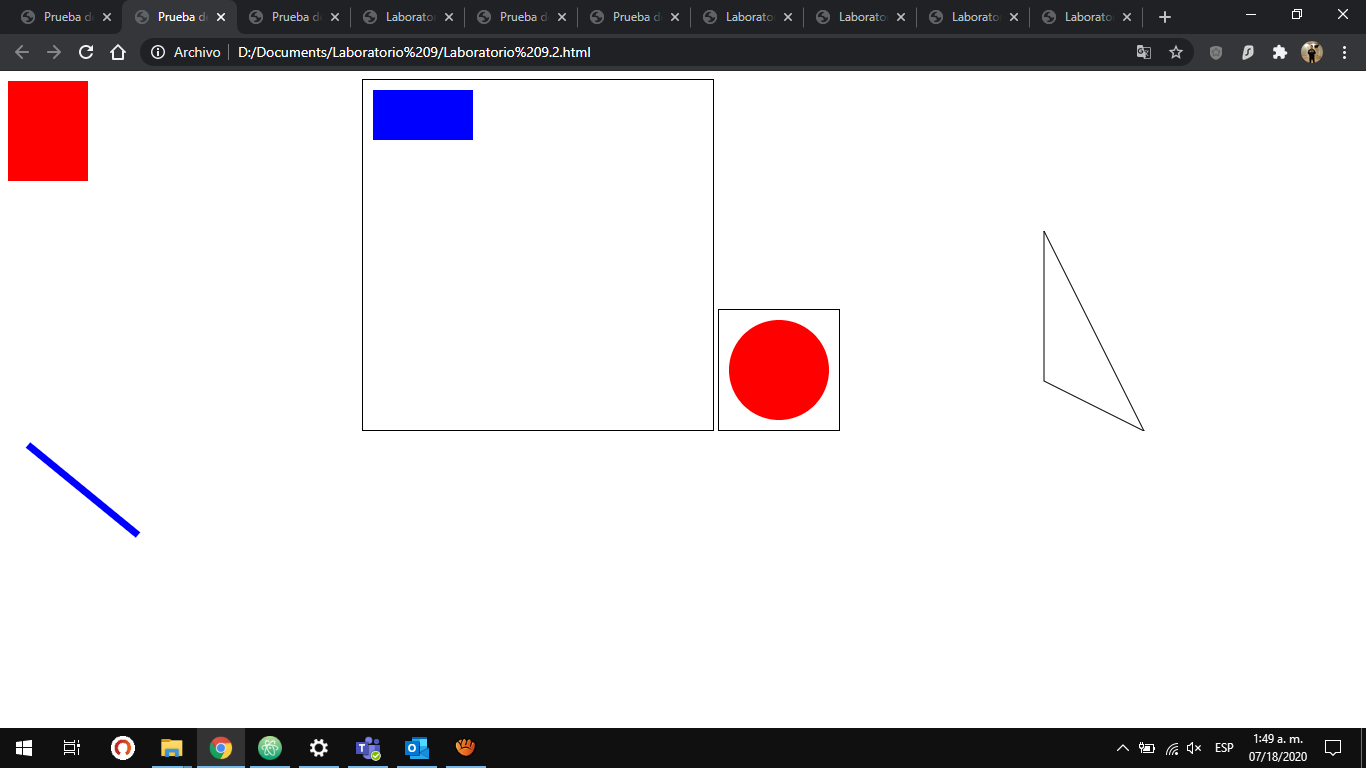 Prueba d
Prueba d
Prueba d
Laborato
Prueba d
Prueba d
Laborato
Laborato
Laborato
Laborato
Archivo D:/Documents/Laboratorio%209/Laboratorio%209.2.html
ESP
1:49 a. m.
07/18/2020